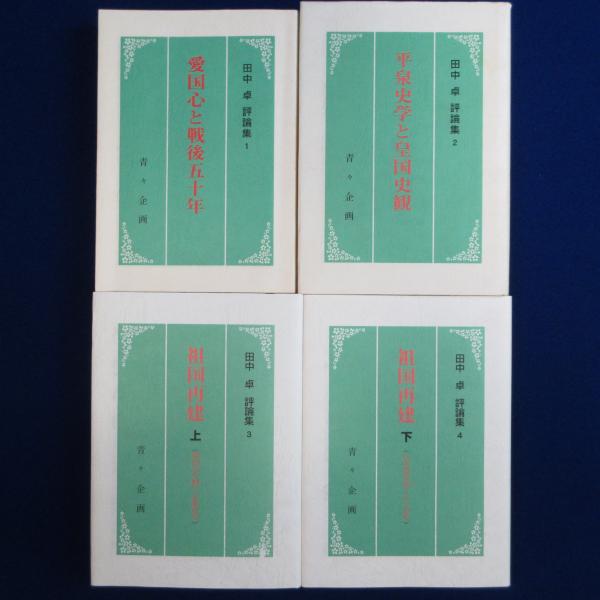 田中 卓 評論集 1
愛国心と戦後五十年
青々企画
田中 卓 評論集 2
平泉史学と皇国史観
青々企画
田中 卓 評論集 3
祖国再建 上
青々企画
田中 卓 評論集 4
祖国再建 下
青々企画